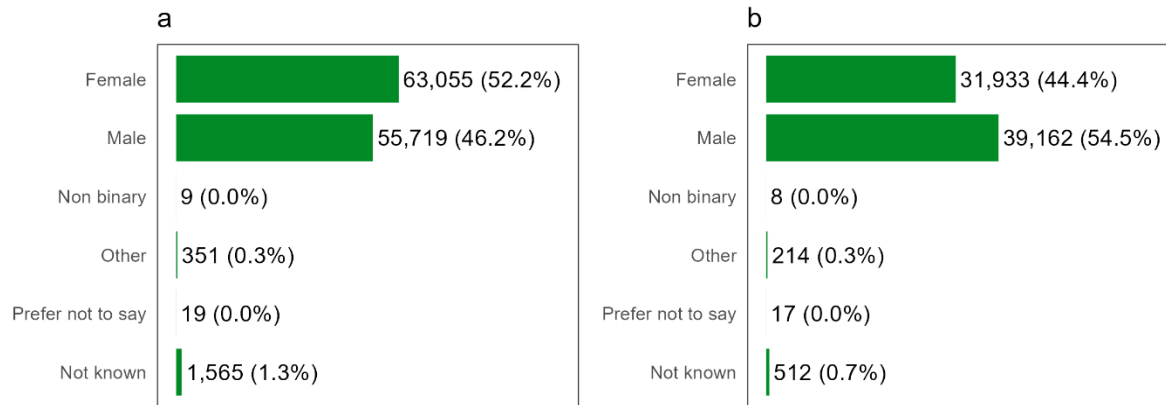 a
Female 63,055 (52.2%)
Male 55,719 (46.2%)
Non binary 9 (0.0%)
Other 351 (0.3%)
Prefer not to say 19 (0.0%)
Not known 1,565 (1.3%)
b
Female 31,933 (44.4%)
Male 39,162 (54.5%)
Non binary 8 (0.0%)
Other 214 (0.3%)
Prefer not to say 17 (0.0%)
Not known 512 (0.7%)